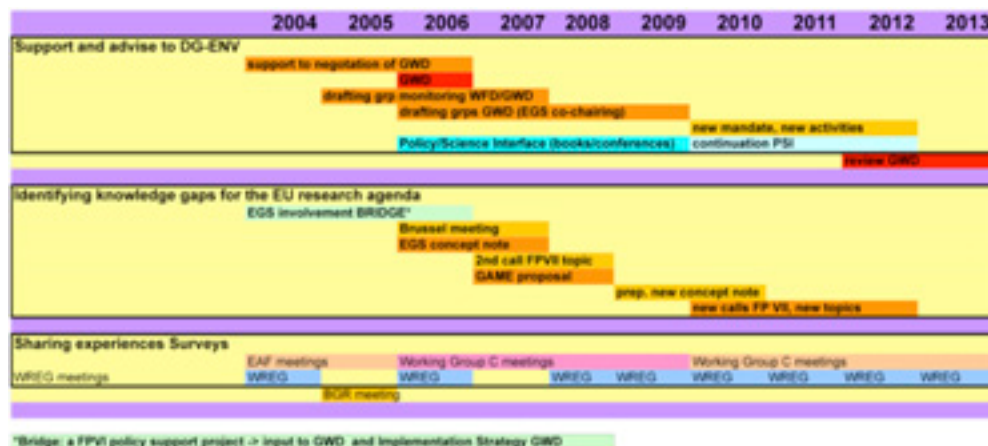 2004 2005 2006 2007 2008 2009 2010 2011 2012 2013
Support and advise to DG-ENV
support to negotation of GWD
GWD
drafting grp monitoring WFD/GWD
drafting grps GWD (EGS co-chairing)
new mandate, new activities
Policy/Science Interface (books/conferences) continuation PSI
review GWD
Identifying knowledge gaps for the EU research agenda
EGS involvement BRIDGE*
Brussel meeting
EGS concept note
2nd call FPVII topic
GAME proposal
prep. new concept note
new calls FP VII, new topics
Sharing experiences Surveys
EAF meetings Working Group C meetings Working Group C meetings
WREG meetings WREG WREG WREG WREG WREG WREG WREG WREG
BGR meeting
*Bridge: a FPVI policy support project -> input to GWD and Implementation Strategy GWD